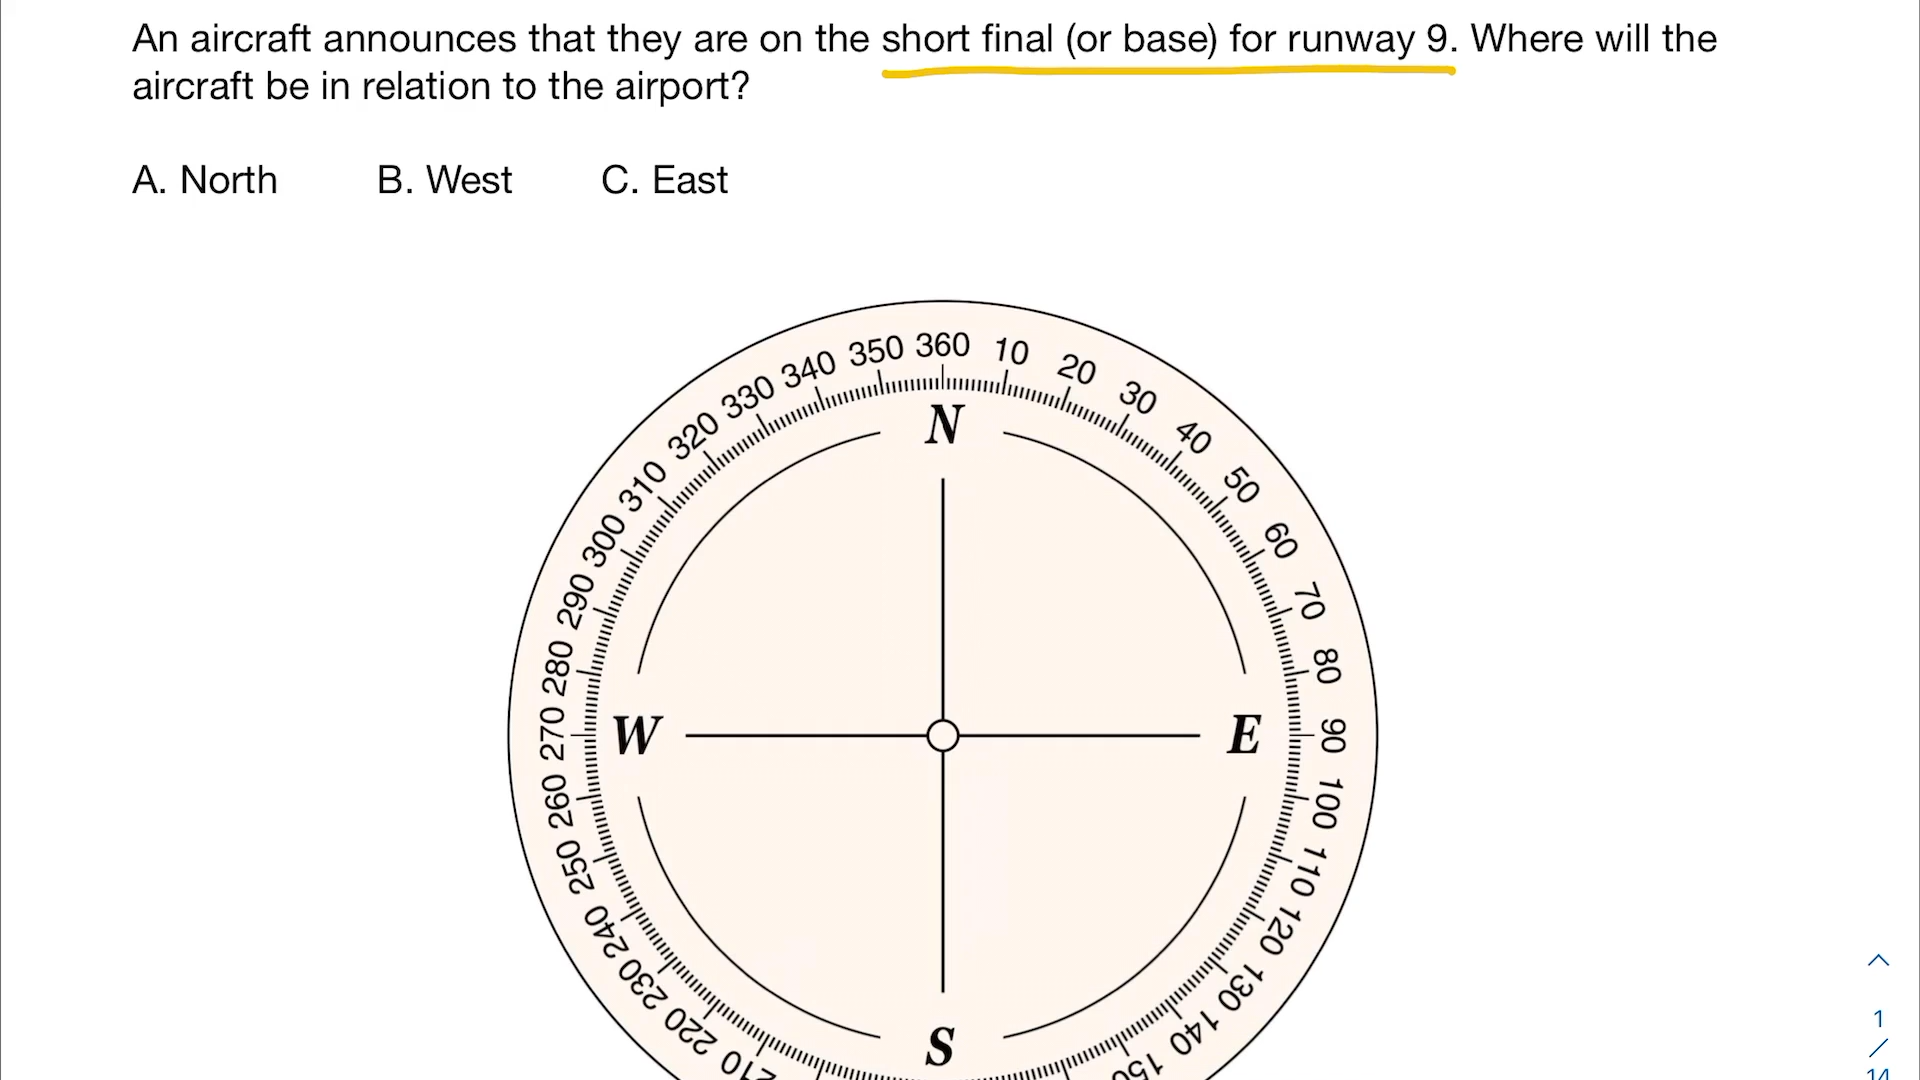 An aircraft announces that they are on the short final (or base) for runway 9. Where will the
aircraft be in relation to the airport?
A. North B. West C. East
350 360 10
340 20
330 30
320 N 40
310 50
300 60
290 70
280 80
270 W E 90
260 100
250 110
240 120
230 130
220 S 140
210 150
1
/
14